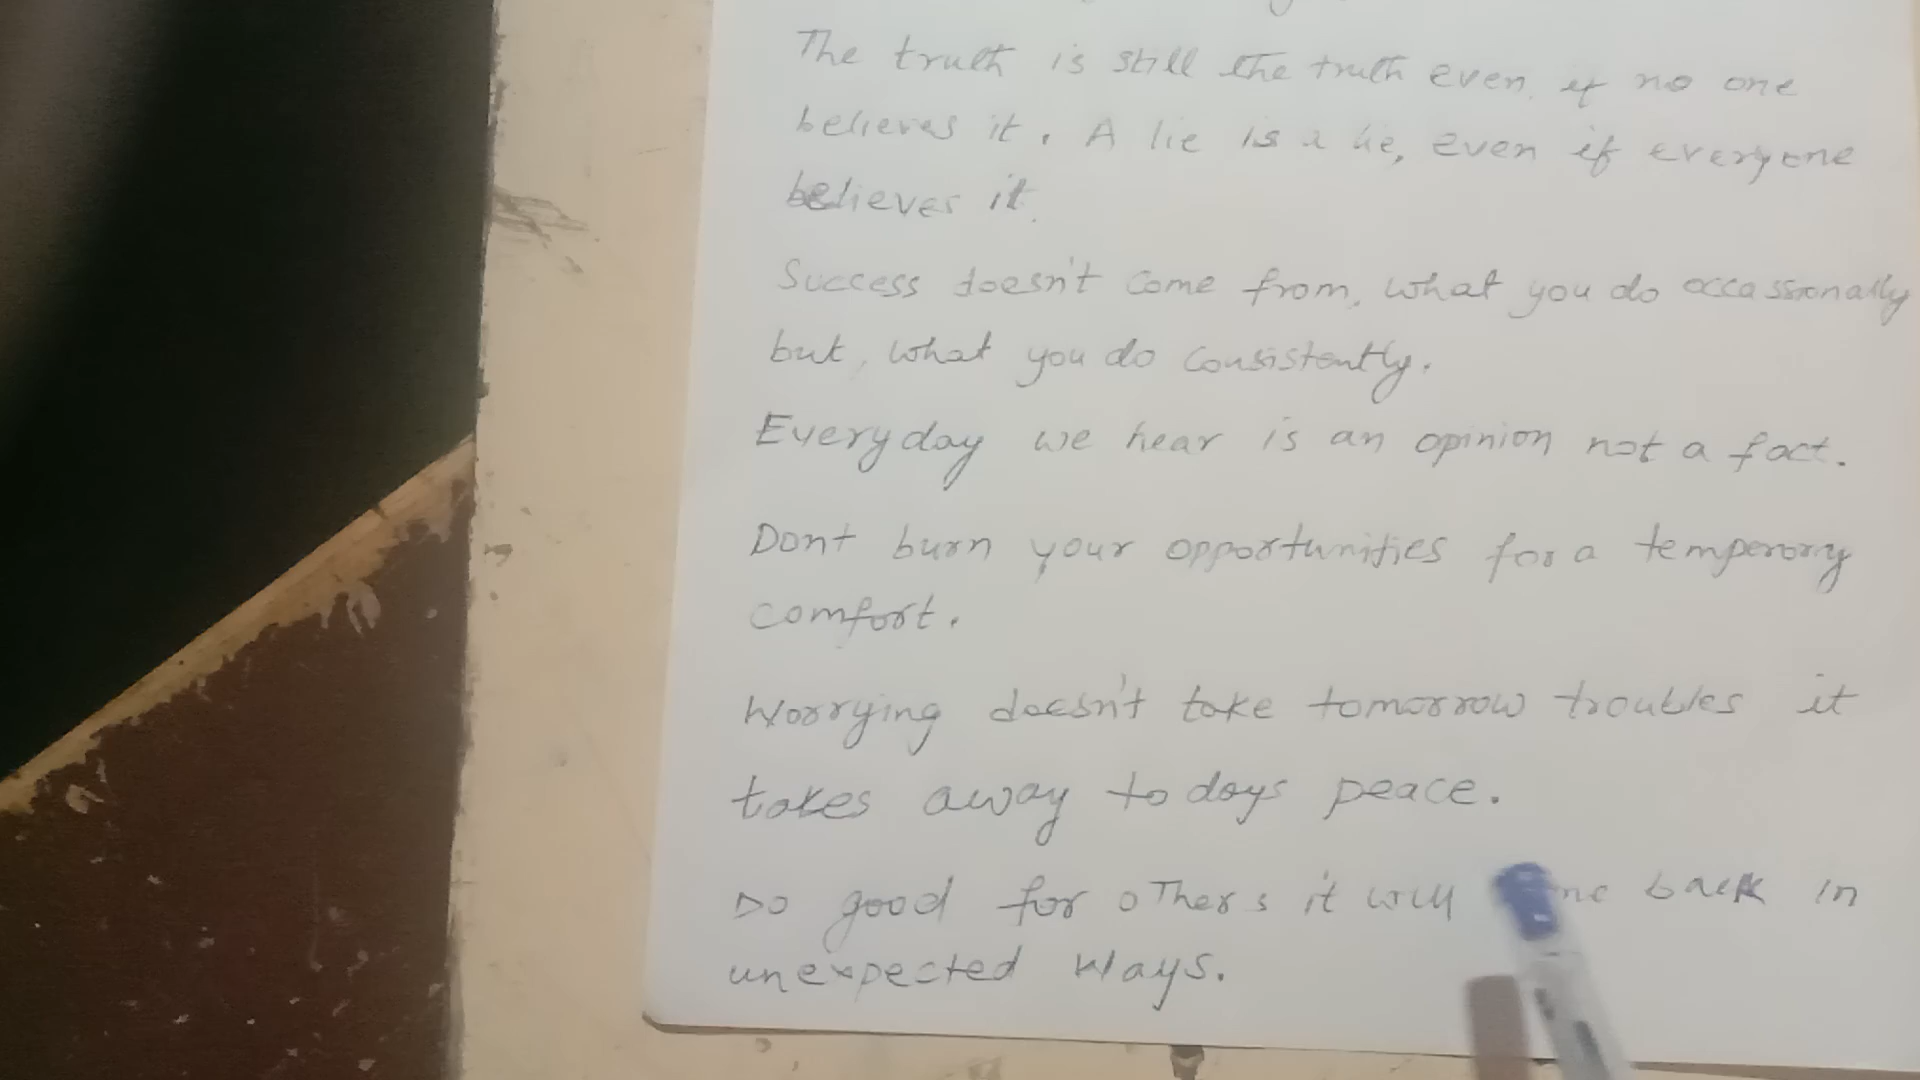 The truth is still the truth even if no one
believes it. A lie is a lie, even if everyone
believes it.
Success doesn't come from, what you do occassionally
but, what you do consistently.
Everyday we hear is an opinion not a fact.
Dont burn your opportunities for a temperory
comfort.
Worrying doesn't take tomorrow troubles it
takes away todays peace.
Do good for others it will back in
unexpected ways.